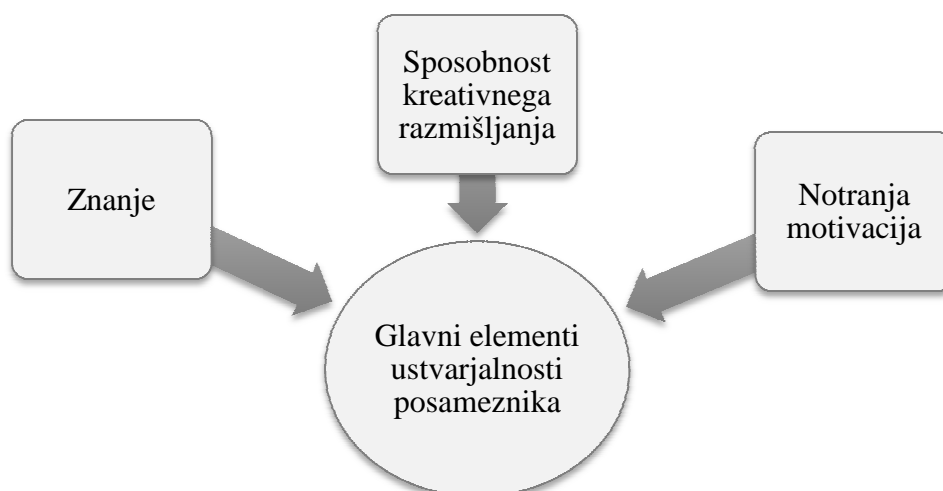 Sposobnost
kreativnega
razmišljanja
Znanje
Notranja
motivacija
Glavni elementi
ustvarjalnosti
posameznika